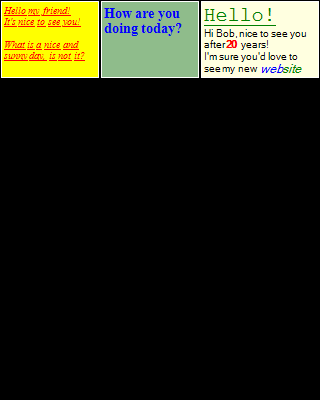 Hello my friend!
It's nice to see you!
What is a nice and
sunny day, is not it?
How are you
doing today?
Hello!
Hi Bob, nice to see you
after 20 years!
I'm sure you'd love to
see my new website